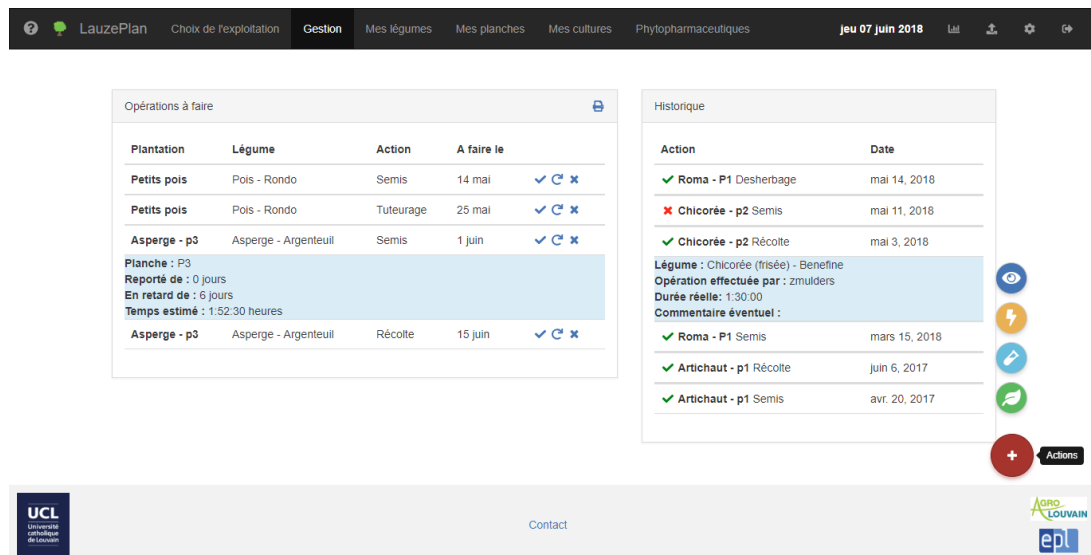 LauzePlan Choix de l'exploitation Gestion Mes légumes Mes planches Mes cultures Phytopharmaceutiques jeu 07 juin 2018
Opérations à faire
Plantation Légume Action A faire le
Petits pois Pois - Rondo Semis 14 mai
Petits pois Pois - Rondo Tuteurage 25 mai
Asperge - p3 Asperge - Argenteuil Semis 1 juin
Planche : P3
Reporté de : 0 jours
En retard de : 6 jours
Temps estimé : 1:52:30 heures
Asperge - p3 Asperge - Argenteuil Récolte 15 juin
Historique
Action Date
Roma - P1 Desherbage mai 14, 2018
Chicorée - p2 Semis mai 11, 2018
Chicorée - p2 Récolte mai 3, 2018
Légume : Chicorée (frisée) - Benefine
Opération effectuée par : zmulders
Durée réelle: 1:30:00
Commentaire éventuel :
Roma - P1 Semis mars 15, 2018
Artichaut - p1 Récolte juin 6, 2017
Artichaut - p1 Semis avr. 20, 2017
Actions
UCL
Université
catholique
de Louvain
Contact
AGRO
LOUVAIN
epl